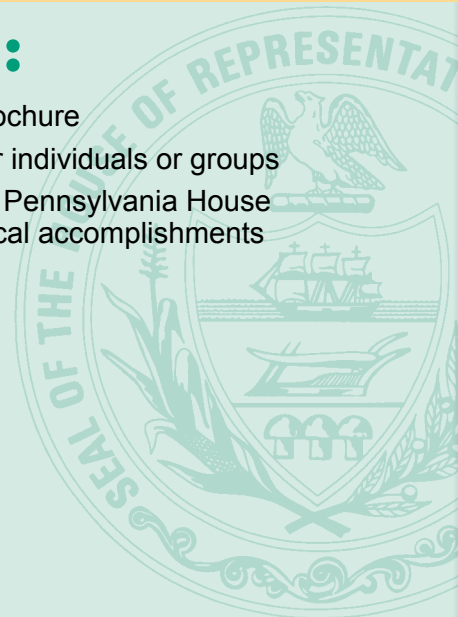 :
ochure
r individuals or groups
Pennsylvania House
cal accomplishments
SEAL OF THE HOUSE OF REPRESENTAT